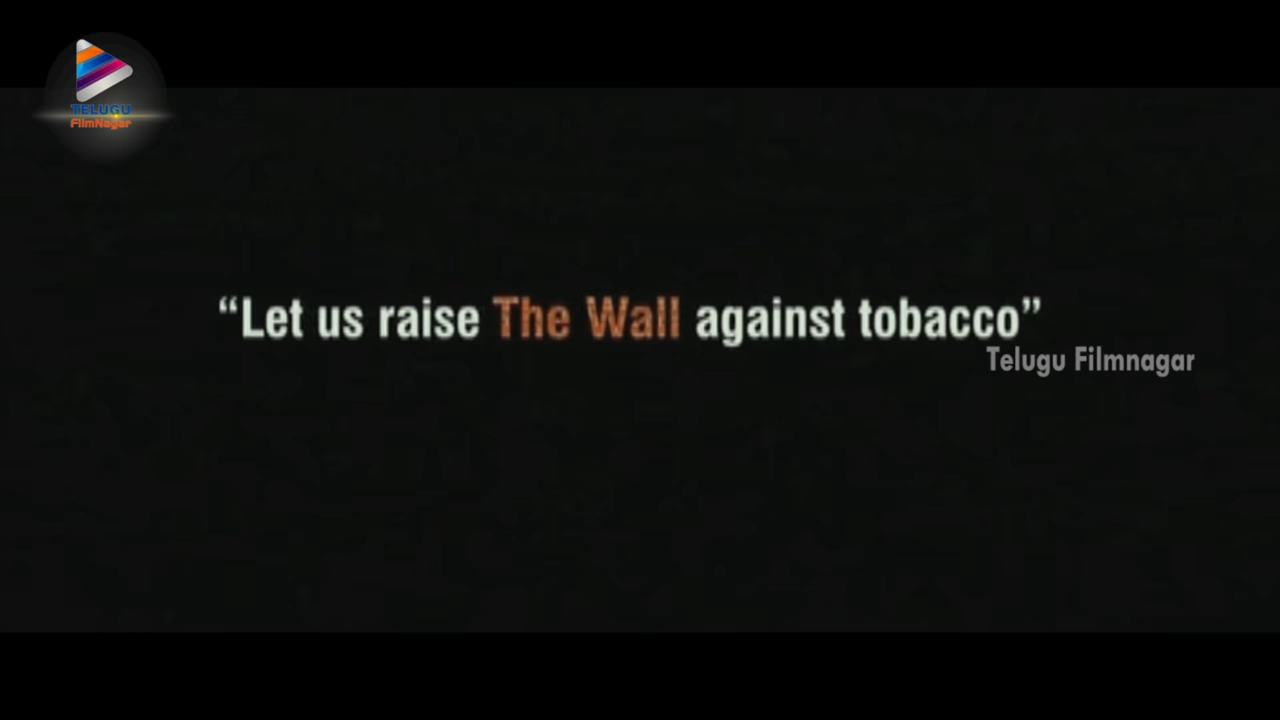 TELUGU
FilmNagar
“Let us raise The Wall against tobacco”
Telugu Filmnagar